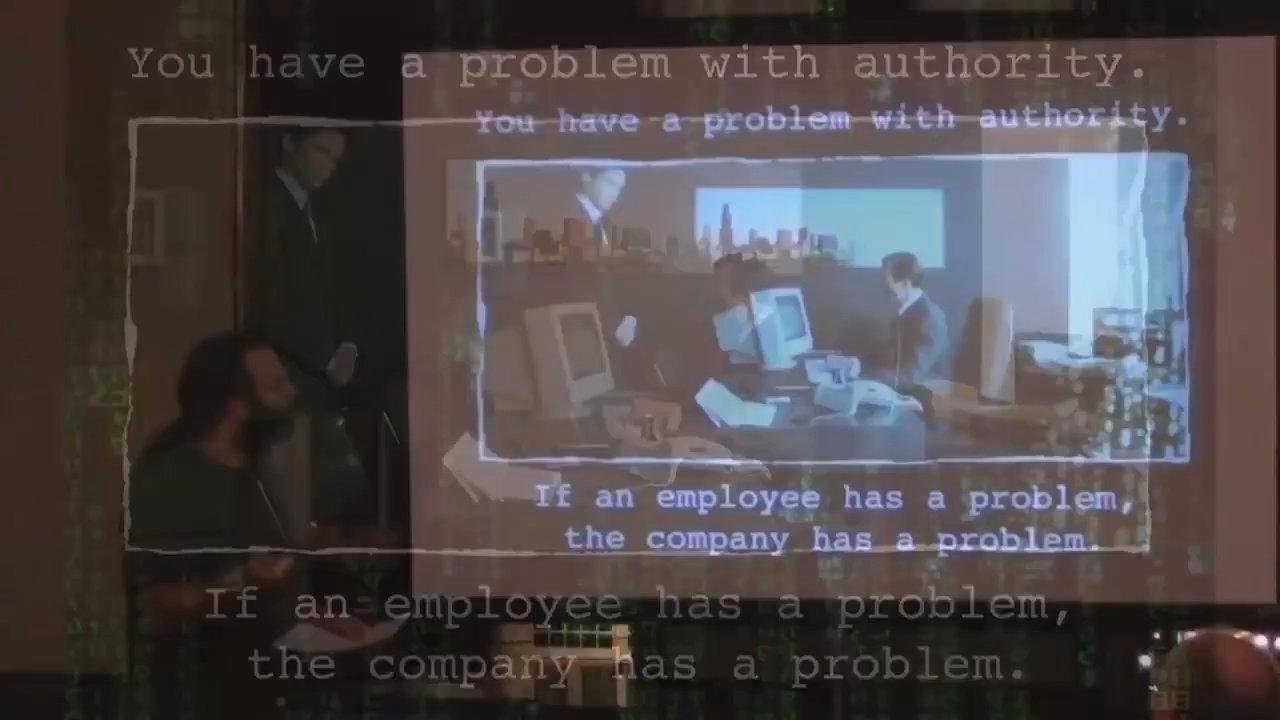 You have a problem with authority.
You have a problem with authority.
If an employee has a problem,
the company has a problem.
If an employee has a problem,
the company has a problem.